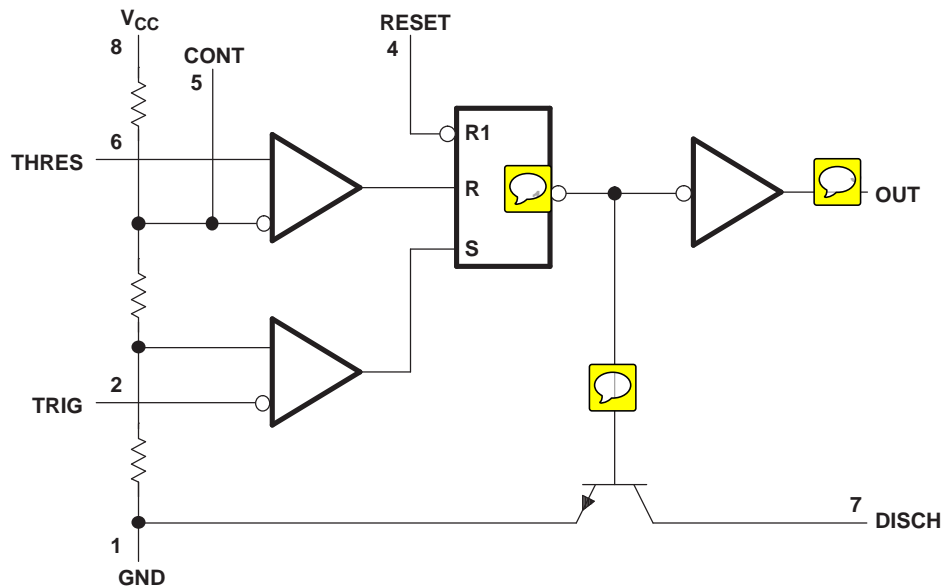 VCC
8
CONT
5
RESET
4
6
THRES
R1
R
S
OUT
2
TRIG
7
DISCH
1
GND